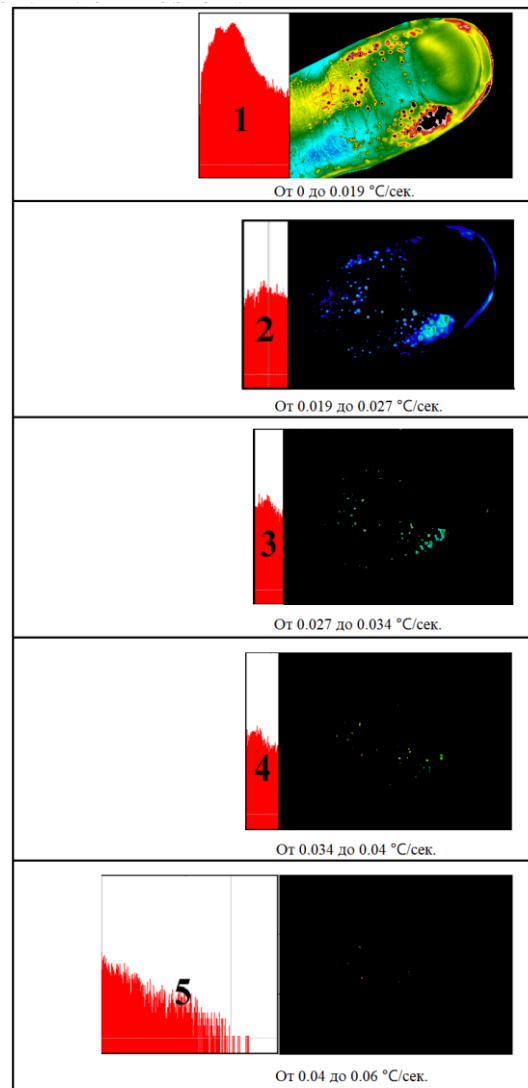 1
От 0 до 0.019 °C/сек.
2
От 0.019 до 0.027 °C/сек.
3
От 0.027 до 0.034 °C/сек.
4
От 0.034 до 0.04 °C/сек.
5
От 0.04 до 0.06 °C/сек.